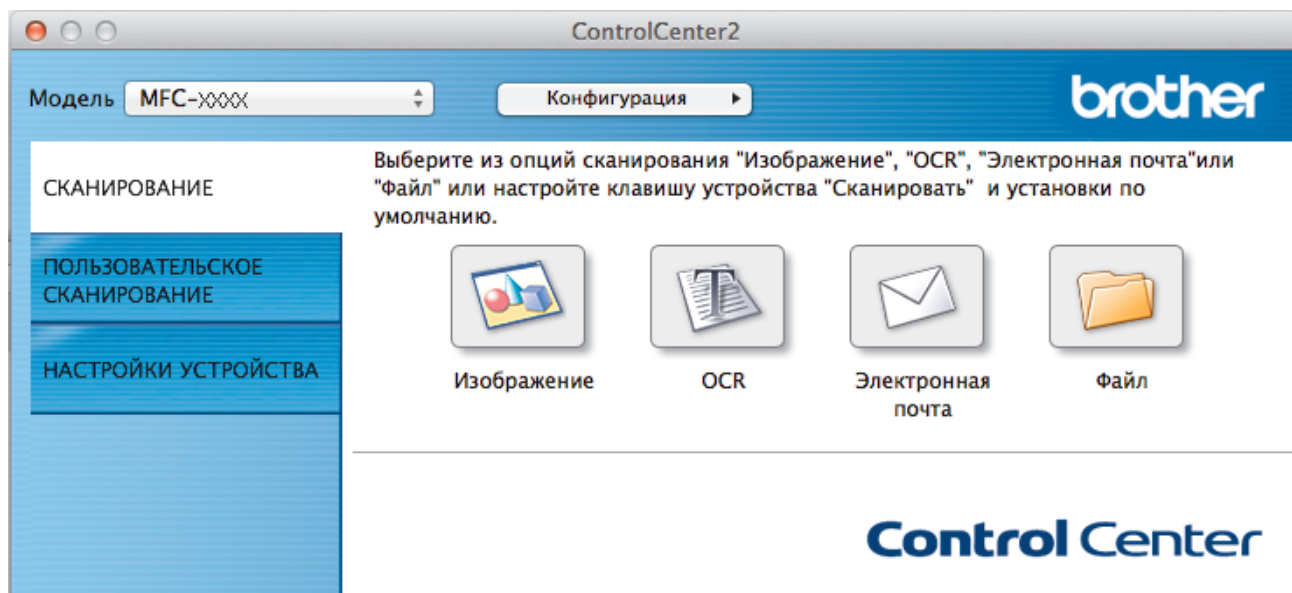 ControlCenter2
Модель MFC-XXXX Конфигурация brother
СКАНИРОВАНИЕ
ПОЛЬЗОВАТЕЛЬСКОЕ
СКАНИРОВАНИЕ
НАСТРОЙКИ УСТРОЙСТВА
Выберите из опций сканирования "Изображение", "OCR", "Электронная почта"или
"Файл" или настройте клавишу устройства "Сканировать" и установки по
умолчанию.
Изображение OCR Электронная Файл
почта
Control Center